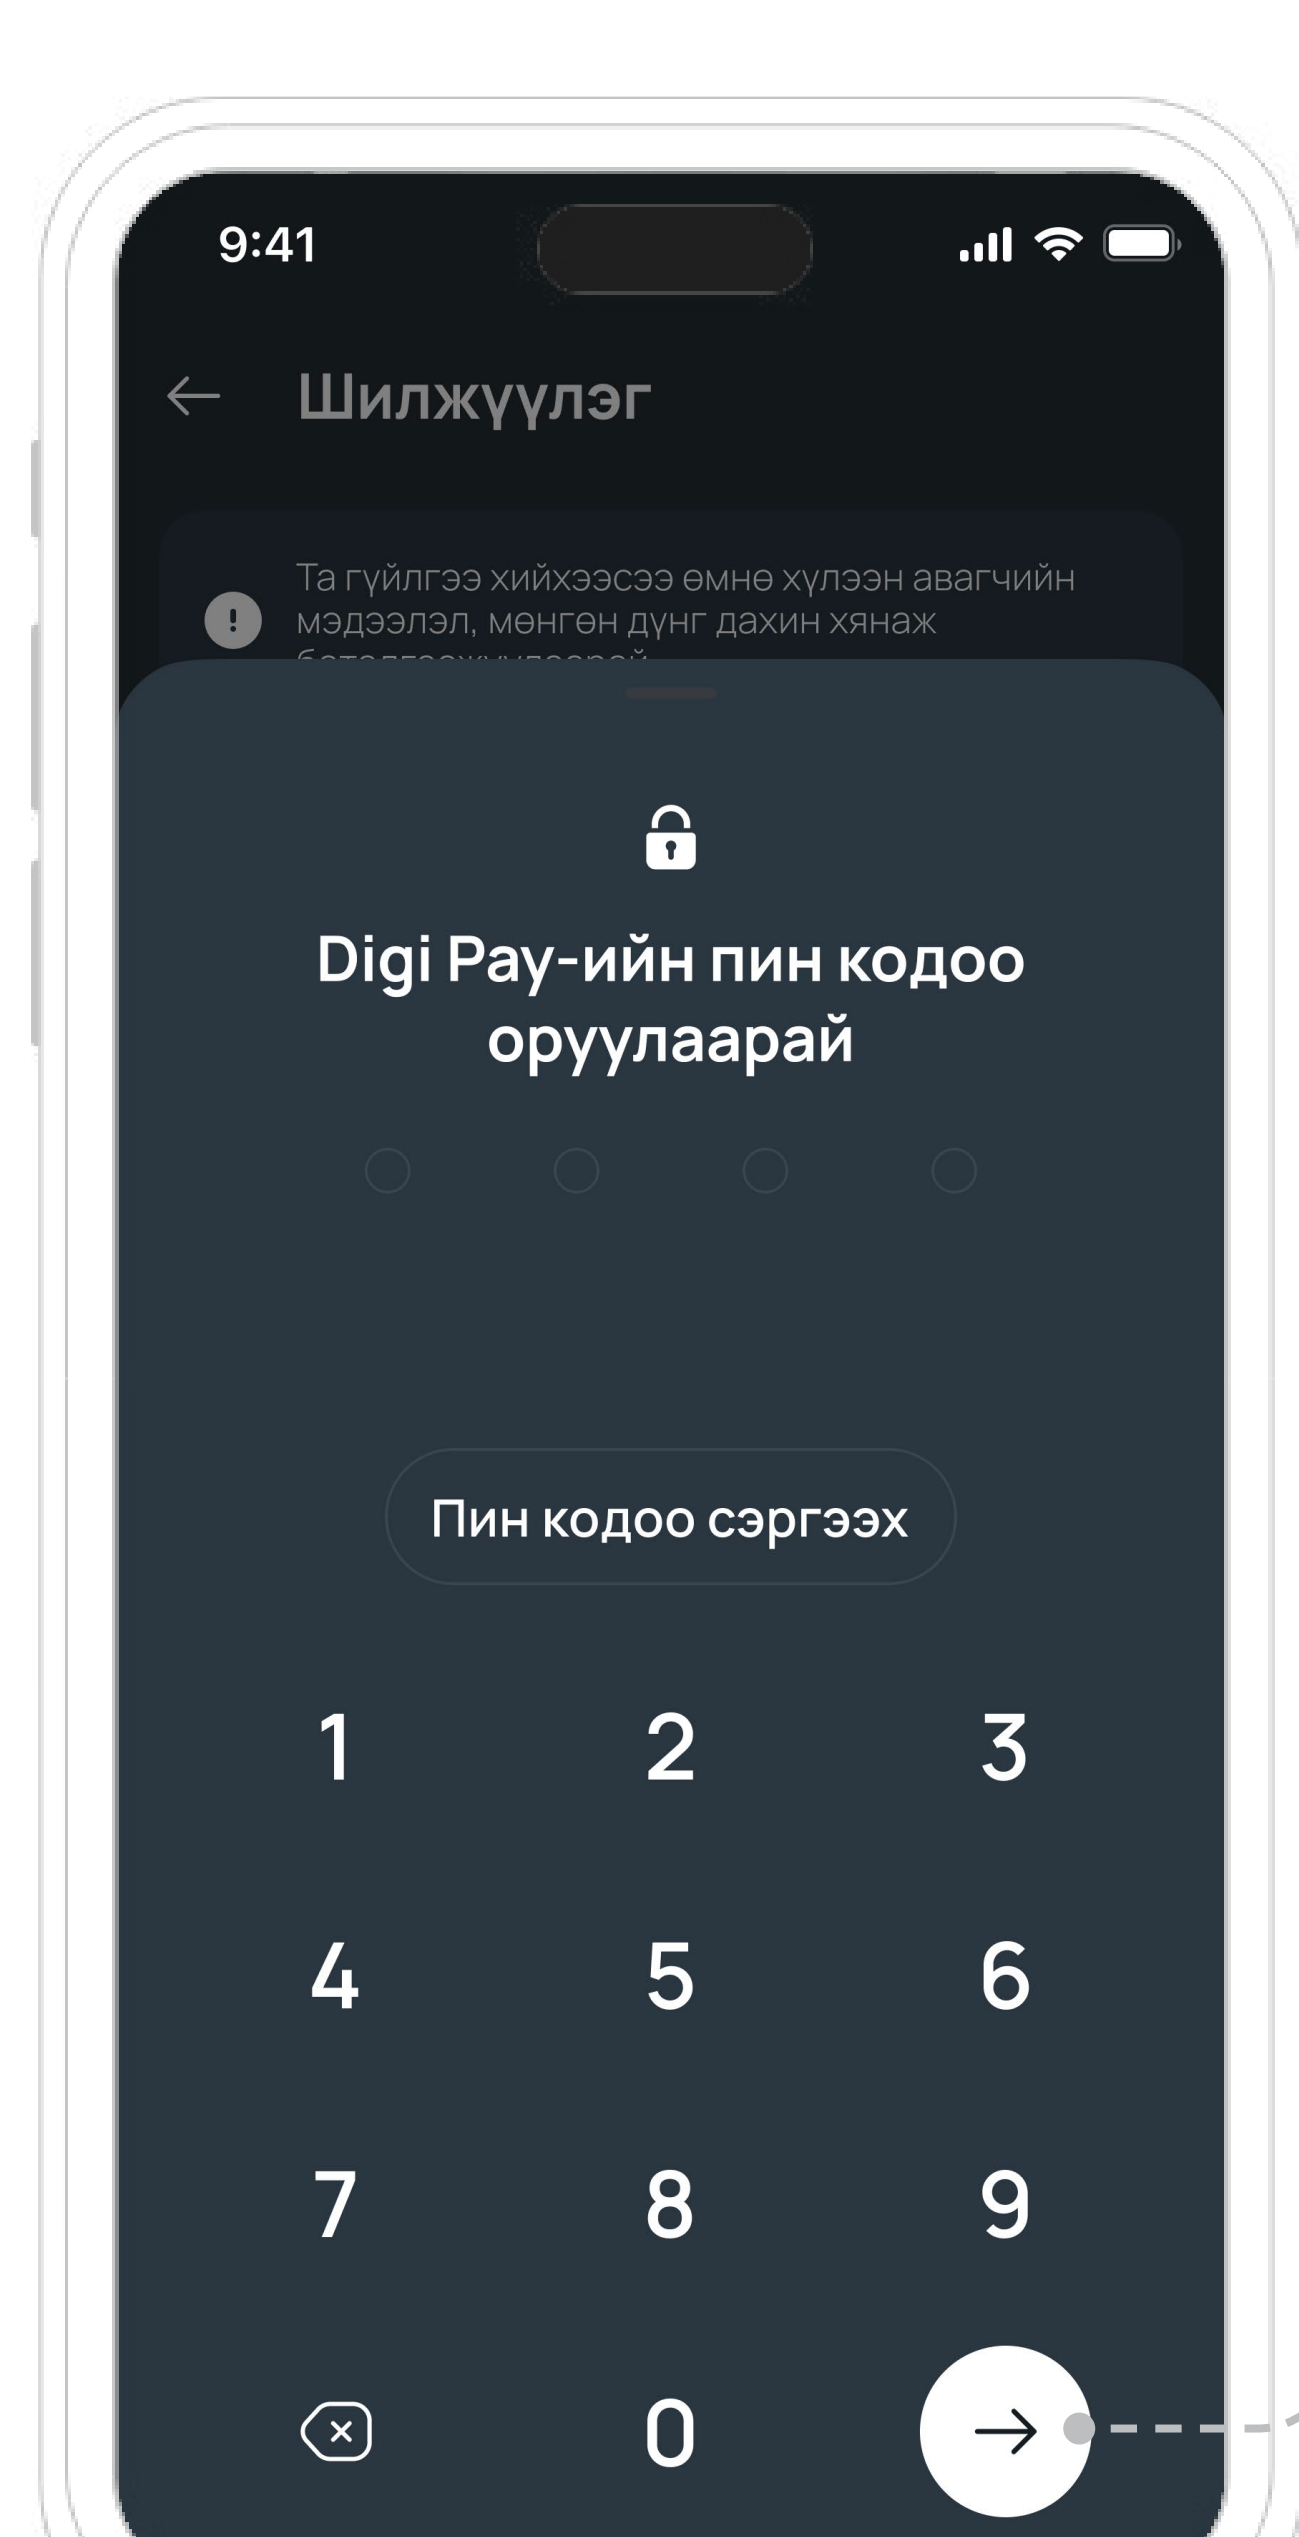 9:41
Шилжүүлэг
Та гүйлгээ хийхээсээ өмнө хүлээн авагчийн
мэдээлэл, мөнгөн дүнг дахин хянаж
Digi Pay-ийн пин кодоо
оруулаарай
Пин кодоо сэргээх
1 2 3
4 5 6
7 8 9
0